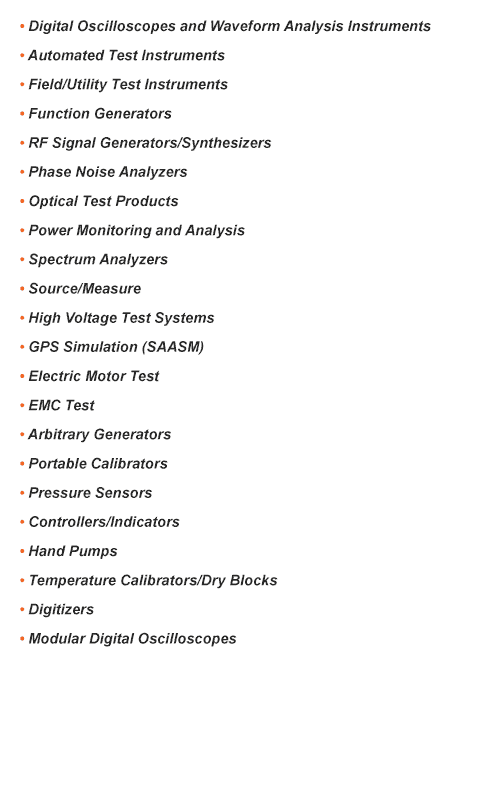 • Digital Oscilloscopes and Waveform Analysis Instruments
• Automated Test Instruments
• Field/Utility Test Instruments
• Function Generators
• RF Signal Generators/Synthesizers
• Phase Noise Analyzers
• Optical Test Products
• Power Monitoring and Analysis
• Spectrum Analyzers
• Source/Measure
• High Voltage Test Systems
• GPS Simulation (SAASM)
• Electric Motor Test
• EMC Test
• Arbitrary Generators
• Portable Calibrators
• Pressure Sensors
• Controllers/Indicators
• Hand Pumps
• Temperature Calibrators/Dry Blocks
• Digitizers
• Modular Digital Oscilloscopes